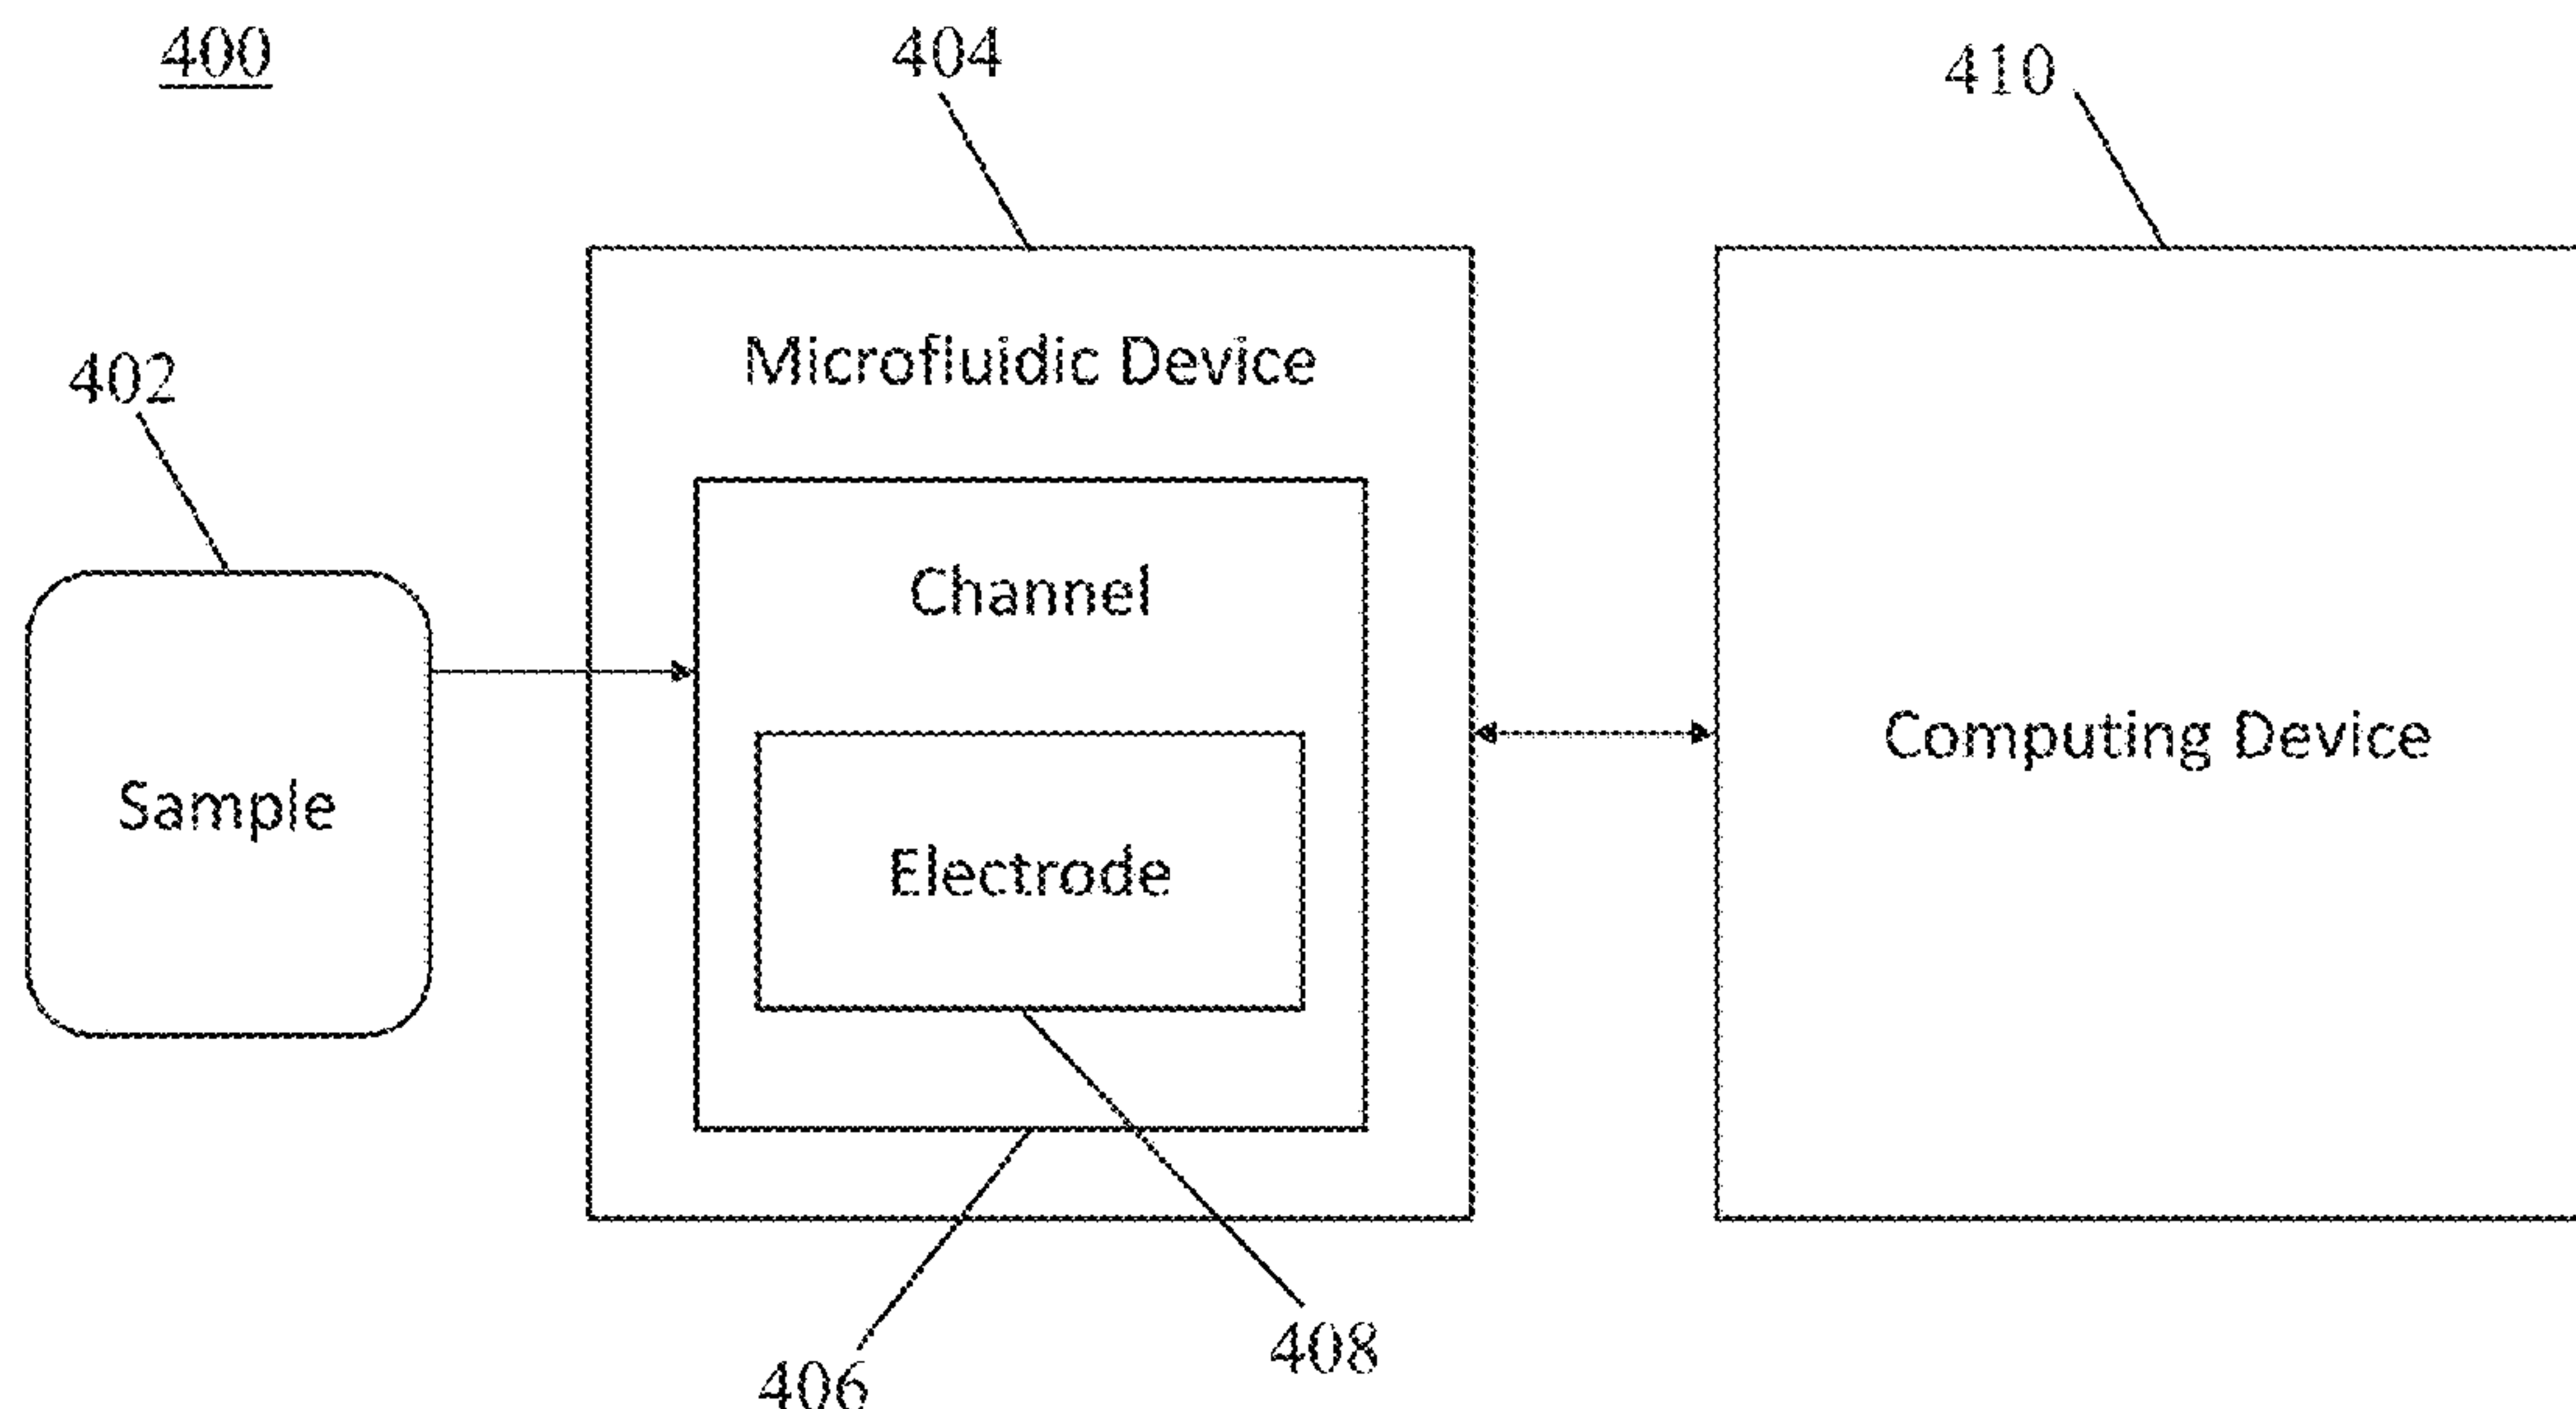 400
404
410
402
Microfluidic Device
Channel
Sample
Computing Device
Electrode
406
408